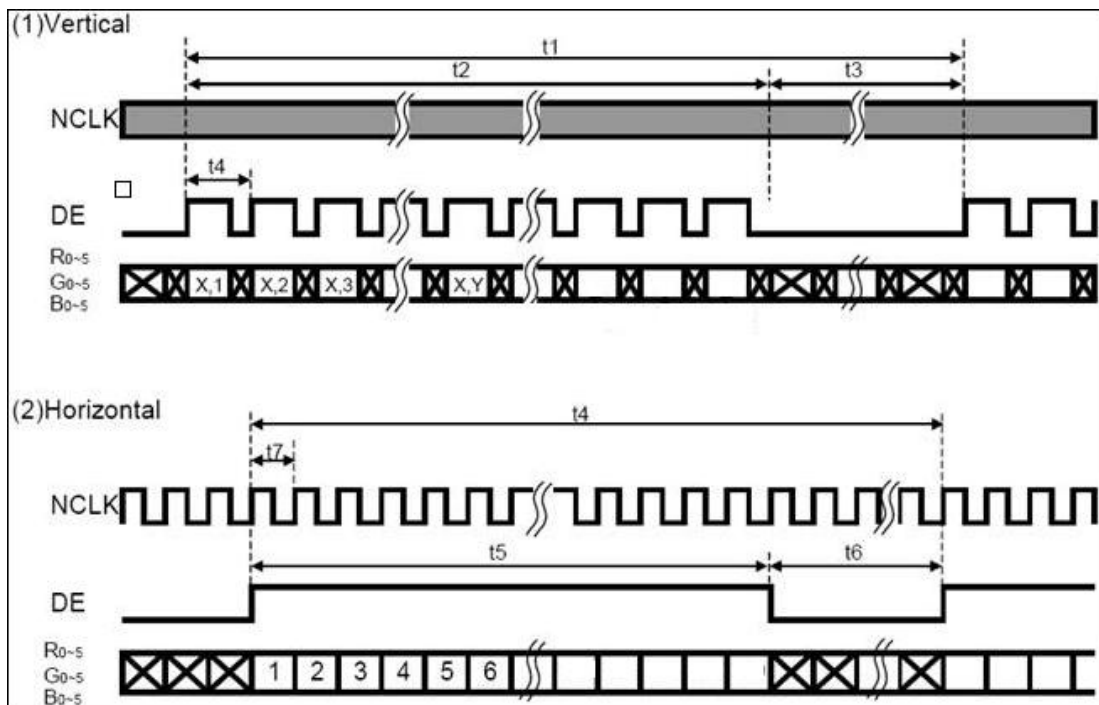 (1)Vertical
t1
t2 t3
NCLK
t4
DE
R0~5
G0~5
B0~5
X,1 X,2 X,3 X,Y
(2)Horizontal
t4
t7
NCLK
t5 t6
DE
R0~5
G0~5
B0~5
1 2 3 4 5 6